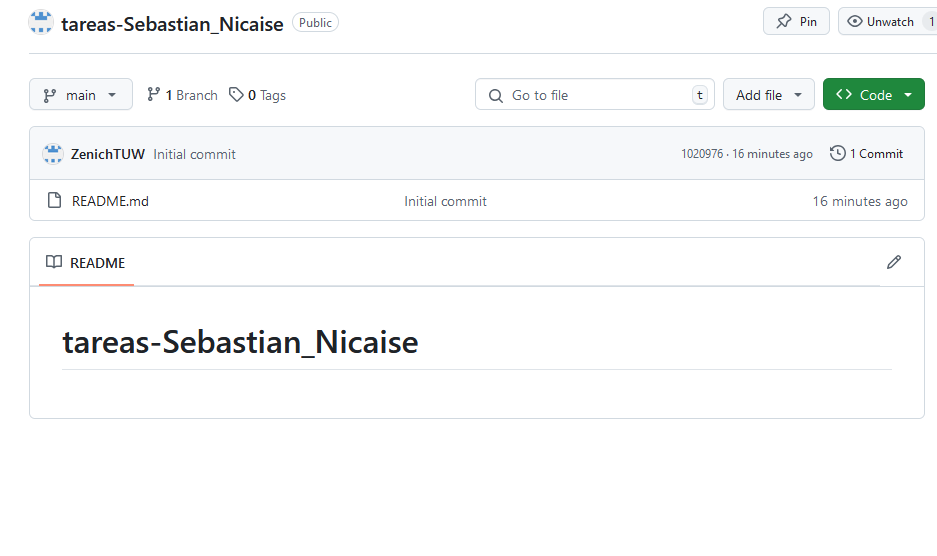 tareas-Sebastian_Nicaise Public Pin Unwatch 1
main 1 Branch 0 Tags Go to file t Add file Code
ZenichTUW Initial commit 1020976 · 16 minutes ago 1 Commit
README.md Initial commit 16 minutes ago
README
tareas-Sebastian_Nicaise